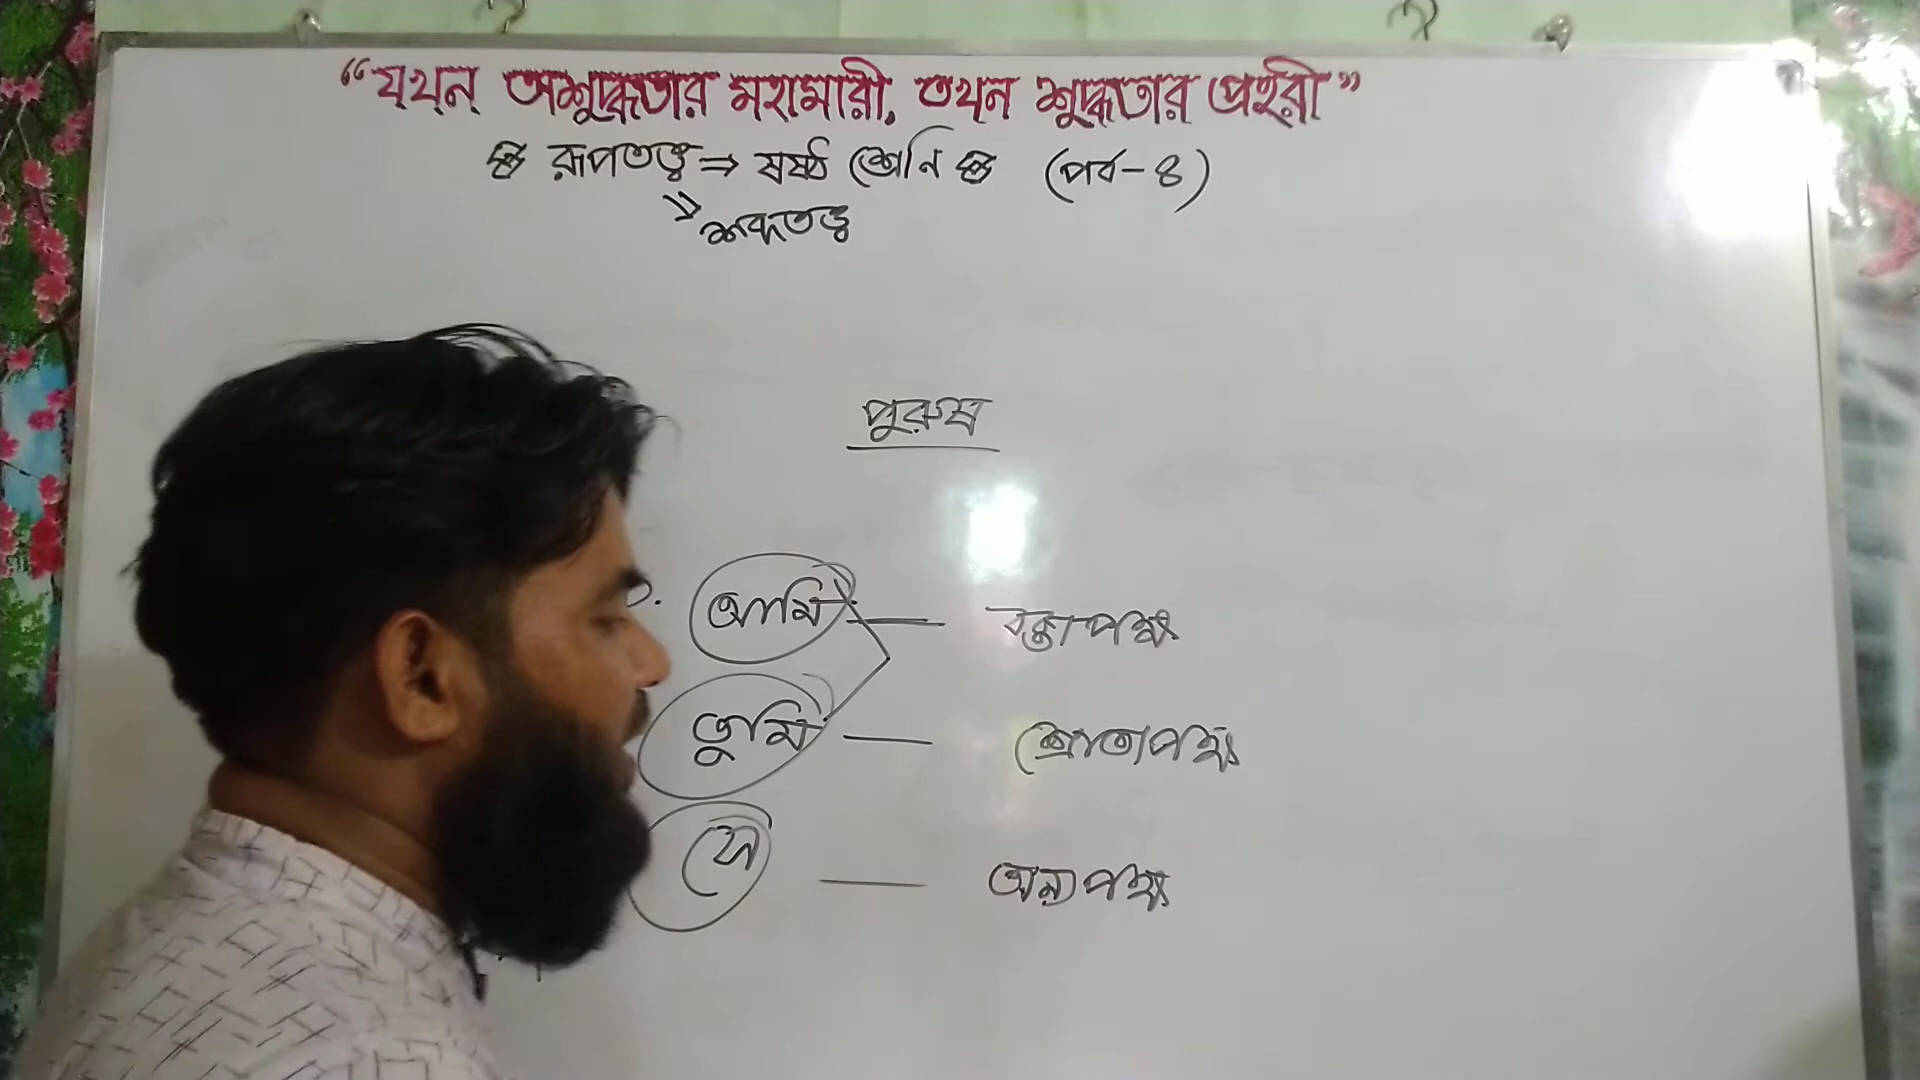 “যখন অশুদ্ধতার মহামারী, তখন শুদ্ধতার প্রহরী”
রূপতত্ত্ব ⇒ ষষ্ঠ শ্রেণি (পর্ব-৪)
⇒ শব্দতত্ত্ব
পুরুষ
আমি — বক্তাপক্ষ
তুমি — শ্রোতাপক্ষ
সে — অন্যপক্ষ